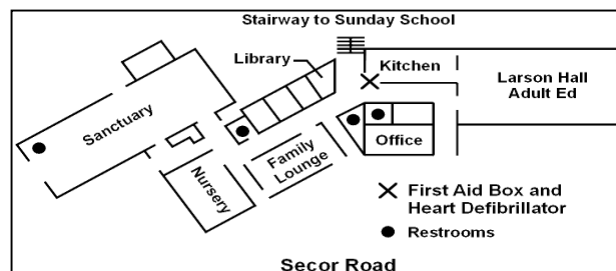 Stairway to Sunday School
Library
Kitchen
Larson Hall
Adult Ed
Sanctuary
Office
Family
Lounge
Nursery
First Aid Box and
Heart Defibrillator
Restrooms
Secor Road